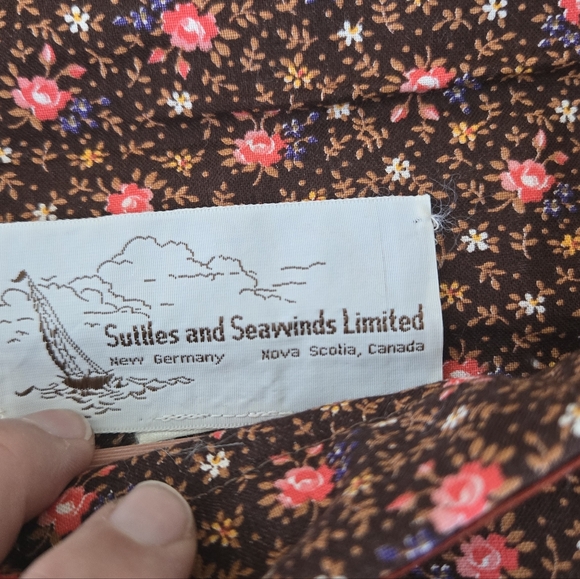 Suttles and Seawinds Limited
New Germany Nova Scotia, Canada